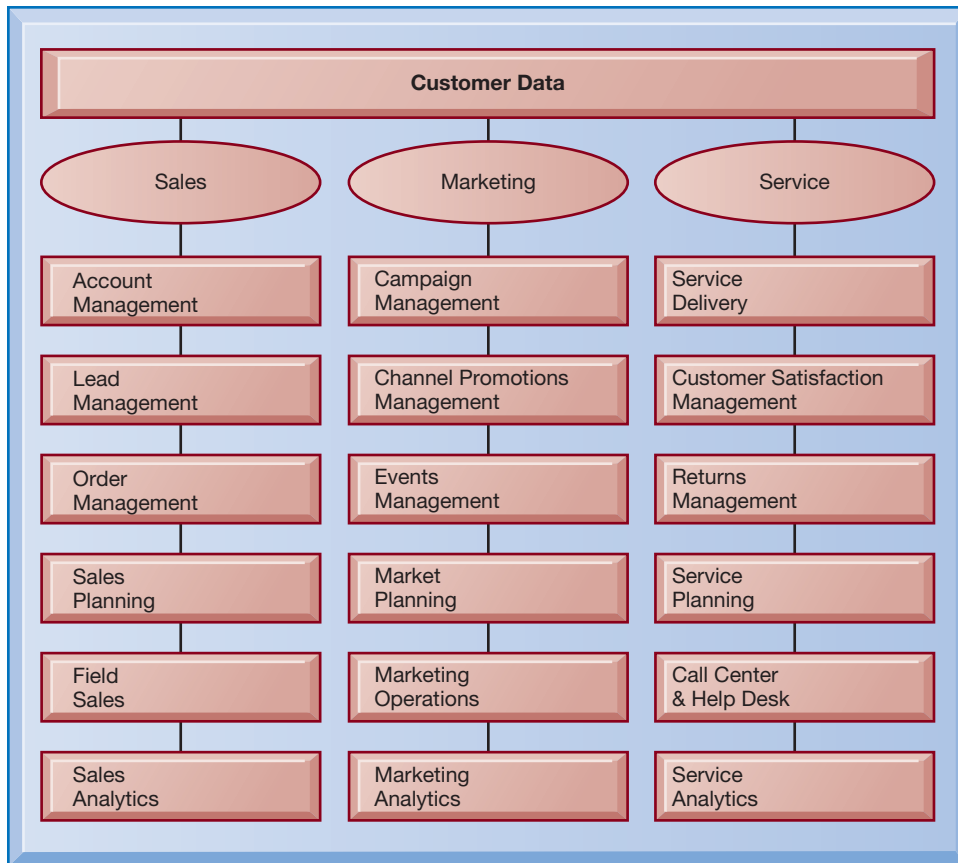 Customer Data
Sales
Marketing
Service
Account
Management
Campaign
Management
Service
Delivery
Lead
Management
Channel Promotions
Management
Customer Satisfaction
Management
Order
Management
Events
Management
Returns
Management
Sales
Planning
Market
Planning
Service
Planning
Field
Sales
Marketing
Operations
Call Center
& Help Desk
Sales
Analytics
Marketing
Analytics
Service
Analytics